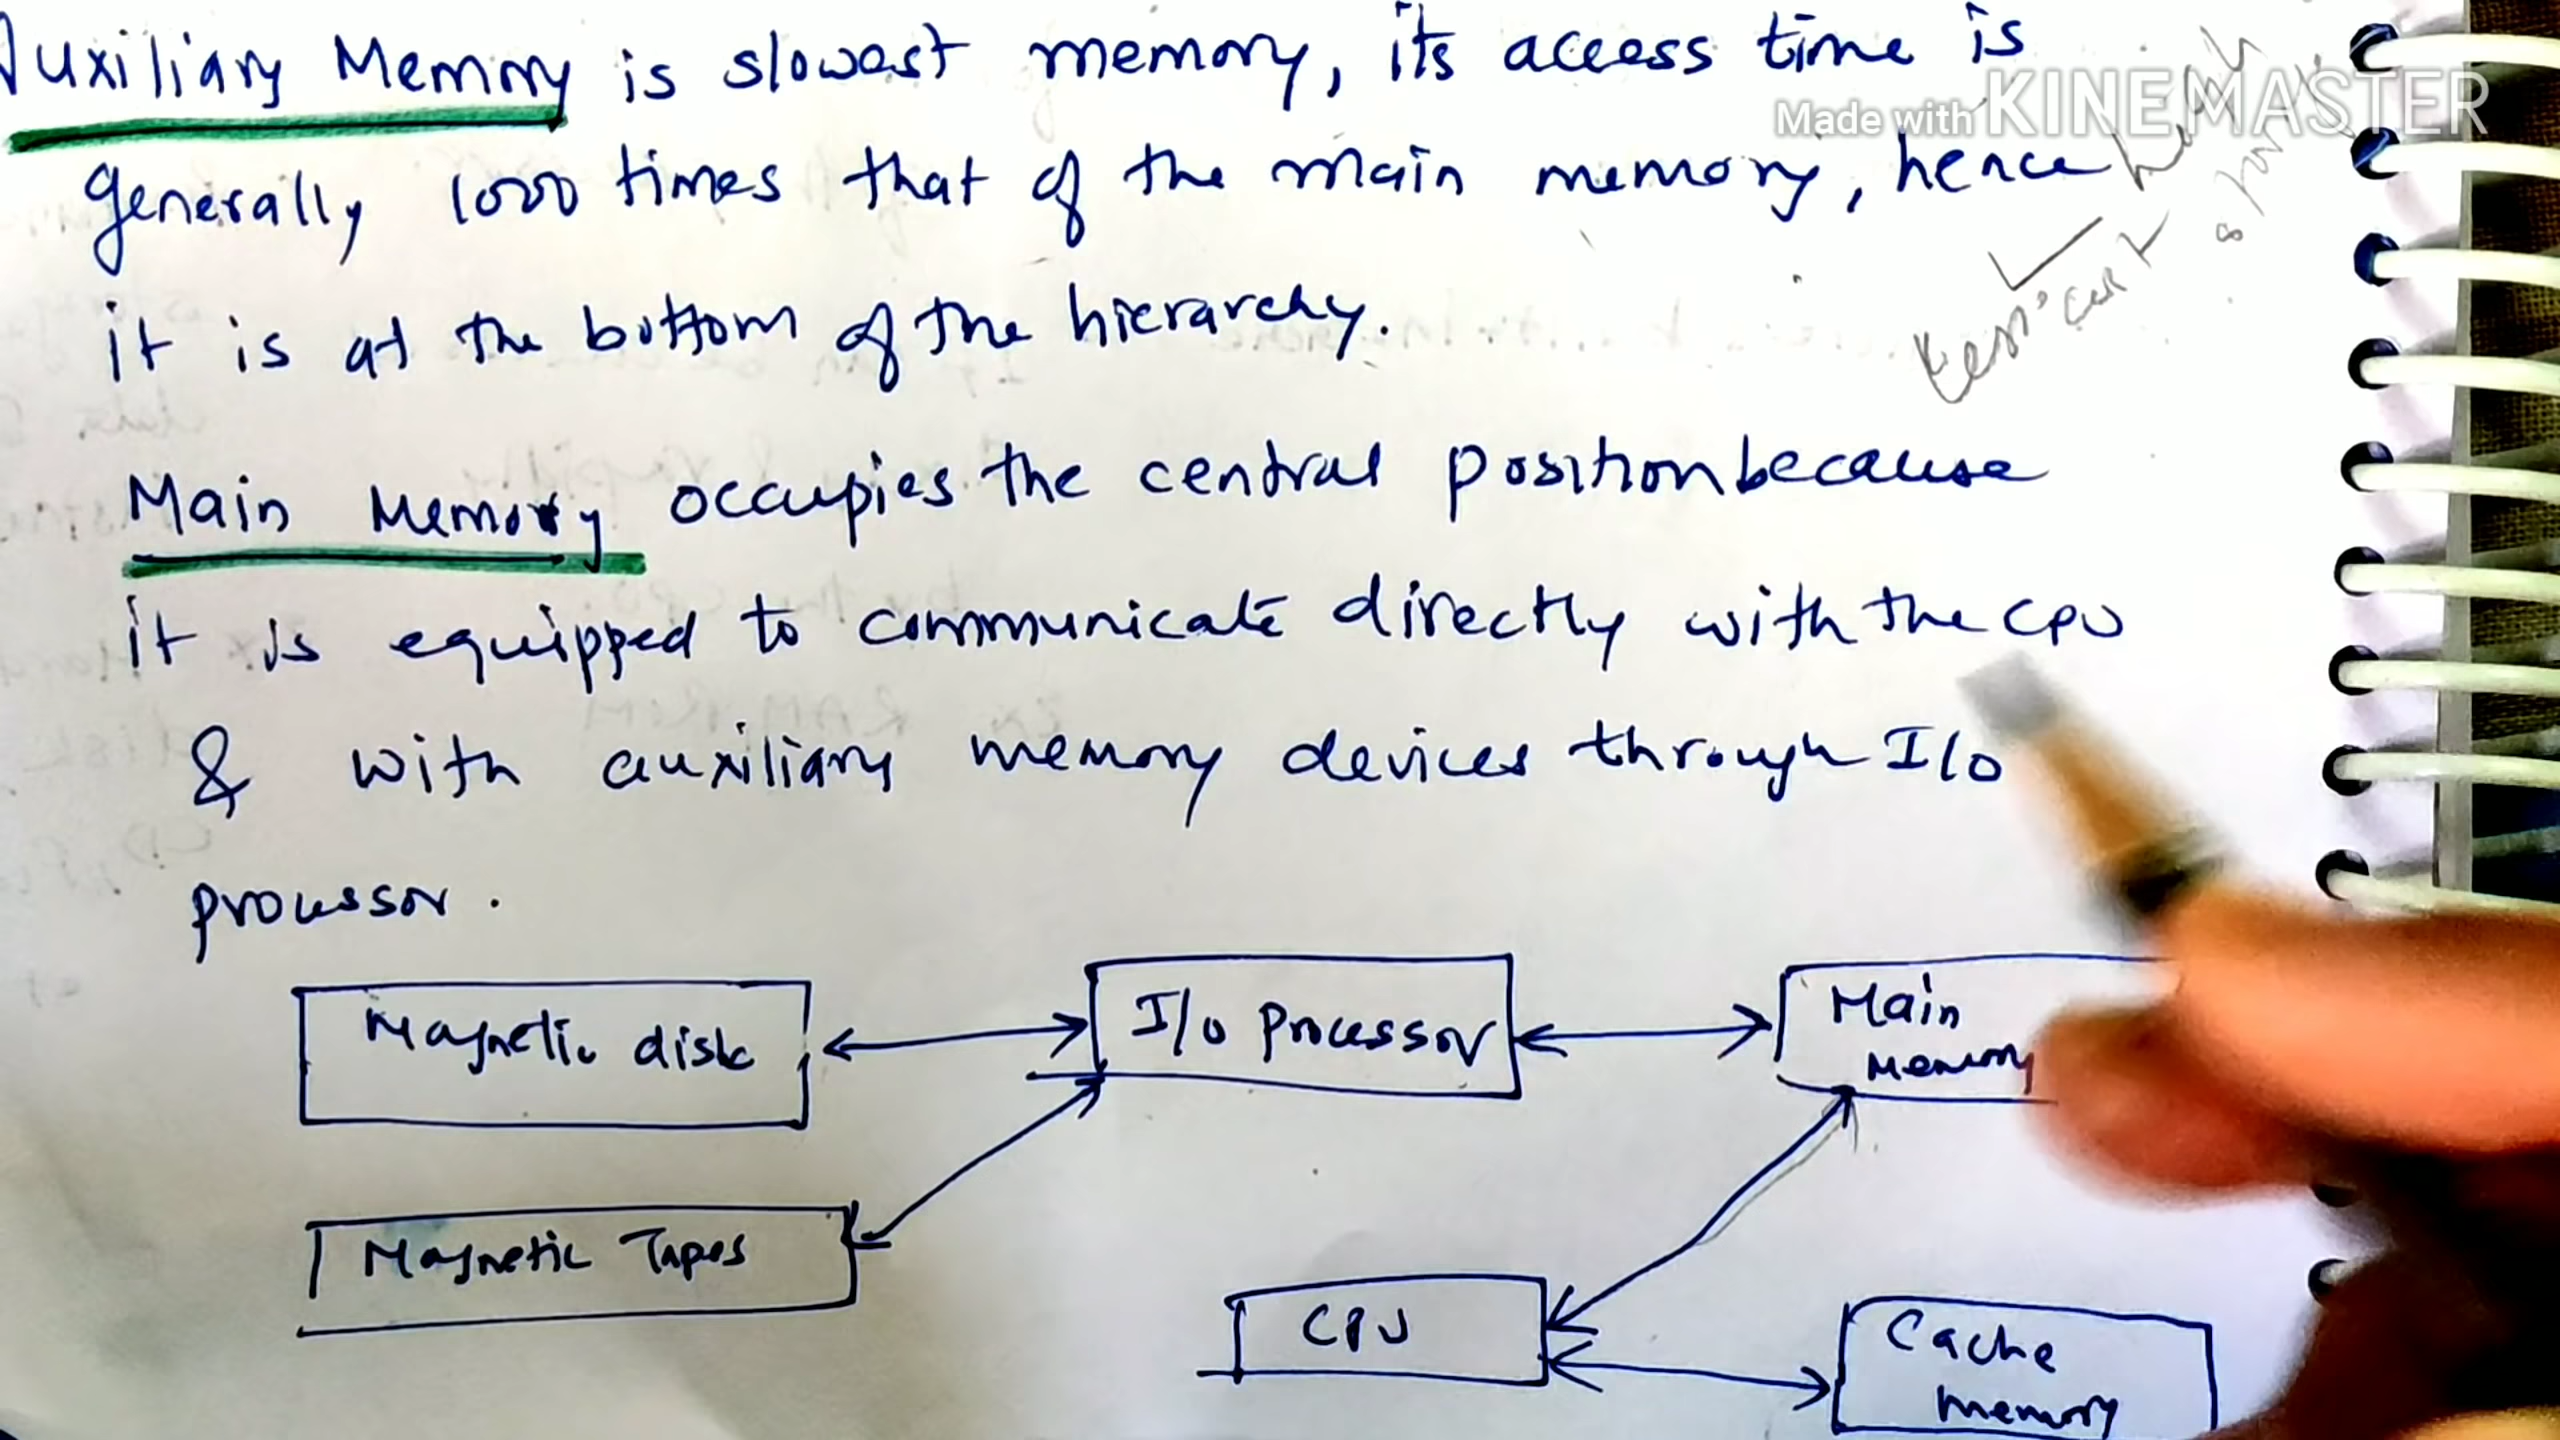 Auxiliary Memory is slowest memory, its access time is
Made with KINEMASTER
generally 1000 times that of the main memory, hence
it is at the bottom of the hierarchy.
Main Memory occupies the central position because
it is equipped to communicate directly with the CPU
& with auxiliary memory devices through I/O
processor.
Magnetic disk
I/o processor
Main
Memory
Magnetic Tapes
CPU
Cache
memory